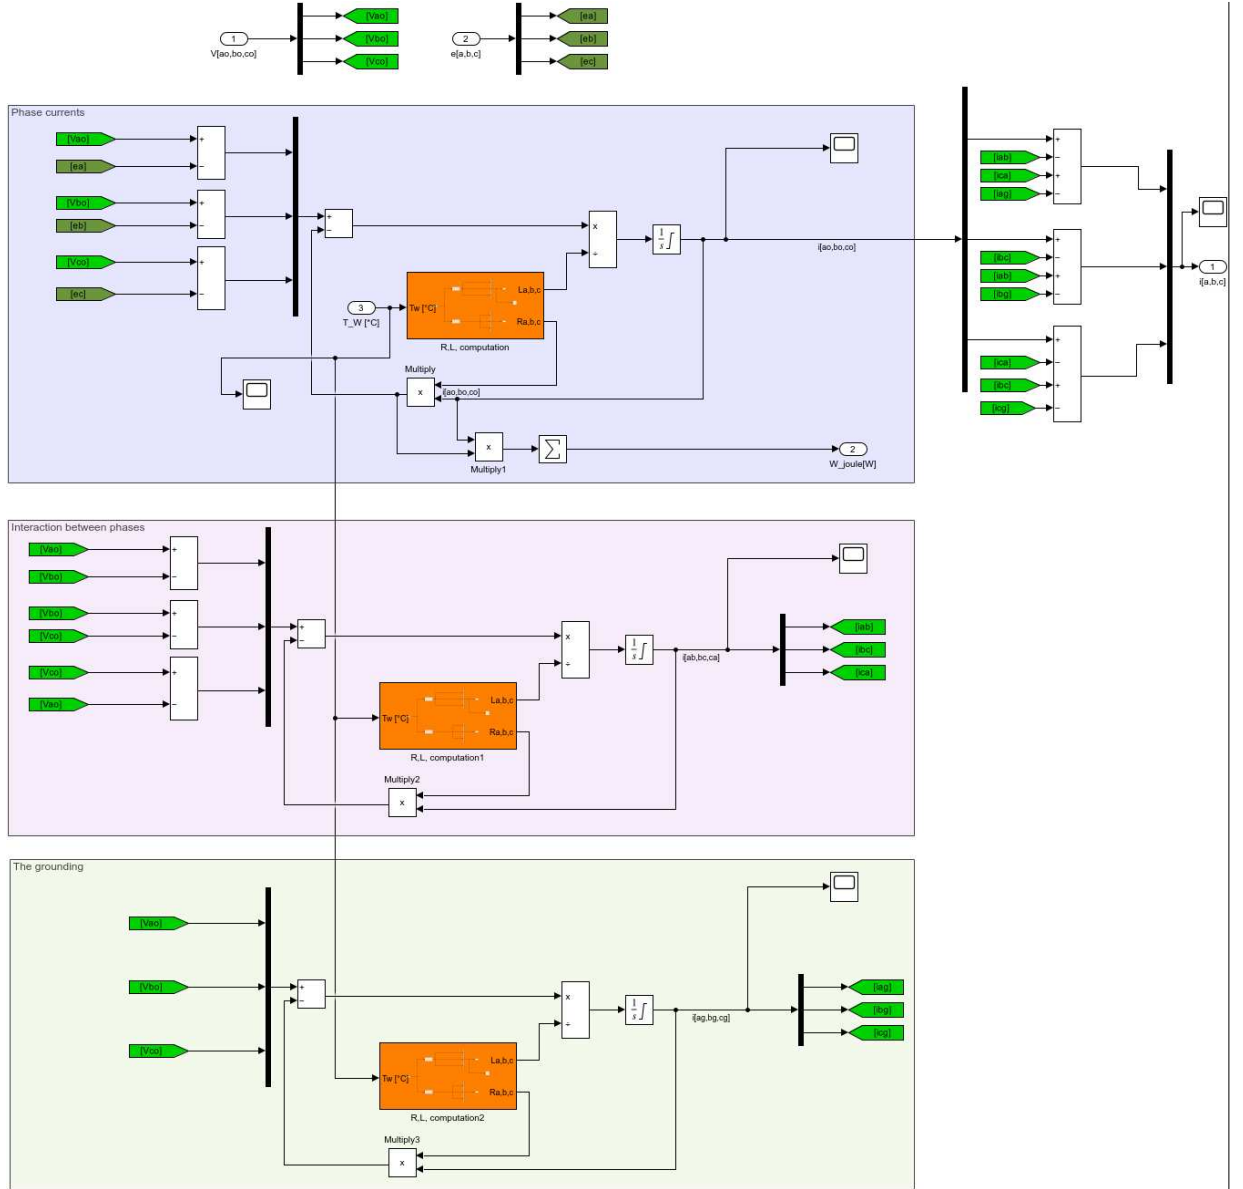 [Vao]
1
[Vbo]
V[ao,bo,co]
[Vco]
[ea]
2
[eb]
e[a,b,c]
[ec]
Phase currents
[Vao]
+
[ea]
−
[Vbo]
+
[eb]
−
[Vco]
+
[ec]
−
+
−
x
÷
1
s
i[ao,bo,co]
3
T_W [°C]
Tw [°C]
La,b,c
Ra,b,c
R,L, computation
Multiply
x
i[ao,bo,co]
x
Multiply1
∑
2
W_joule[W]
+
[iab]
−
[ica]
+
[iag]
−
+
[ibc]
−
[iab]
+
[ibg]
−
+
[ica]
−
[ibc]
+
[icg]
−
1
i[a,b,c]
Interaction between phases
[Vao]
+
[Vbo]
−
[Vbo]
+
[Vco]
−
[Vco]
+
[Vao]
−
+
−
x
÷
1
s
i[ab,bc,ca]
[iab]
[ibc]
[ica]
Tw [°C]
La,b,c
Ra,b,c
R,L, computation1
Multiply2
x
The grounding
[Vao]
[Vbo]
[Vco]
+
−
x
÷
1
s
i[ag,bg,cg]
[iag]
[ibg]
[icg]
Tw [°C]
La,b,c
Ra,b,c
R,L, computation2
Multiply3
x